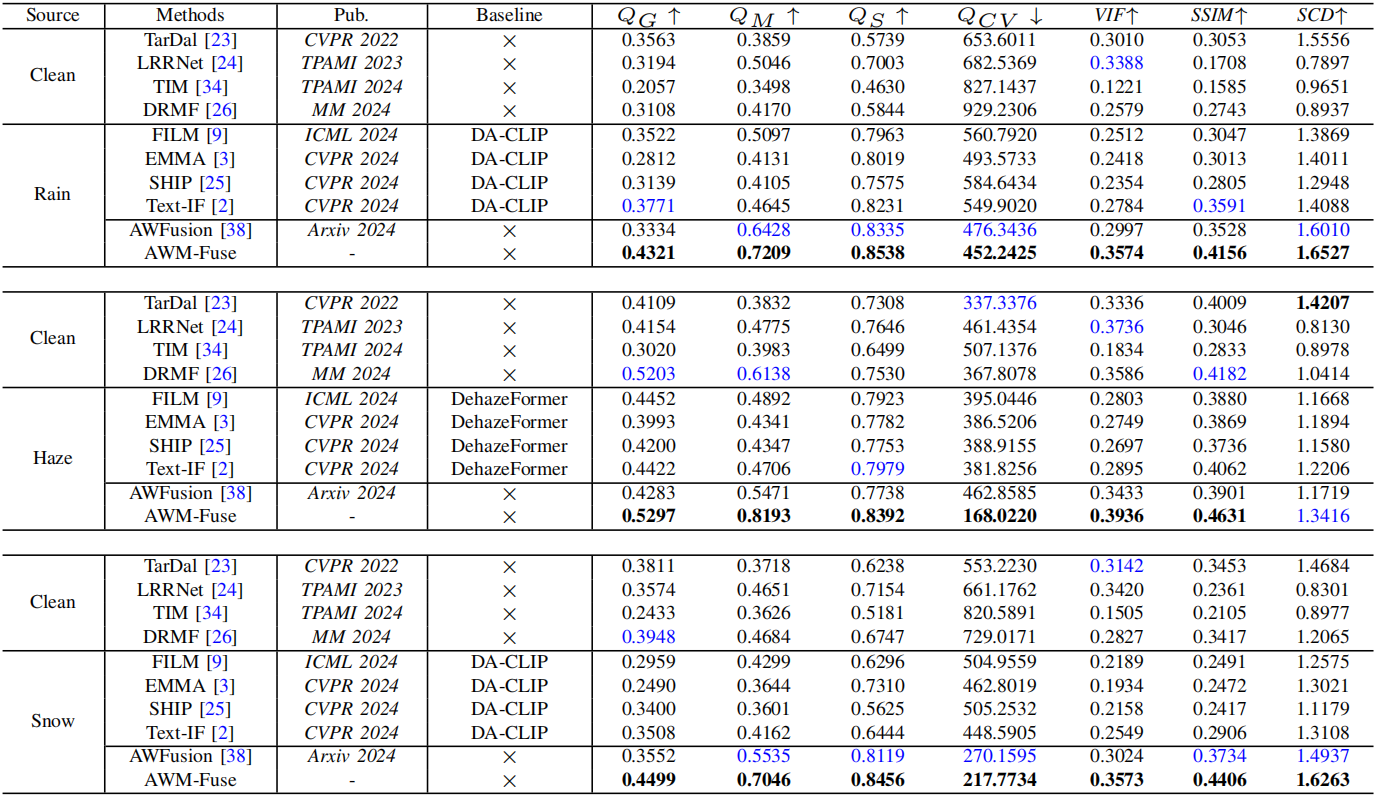 Source Methods Pub. Baseline Q_G ↑ Q_M ↑ Q_S ↑ Q_CV ↓ VIF↑ SSIM↑ SCD↑
Clean
TarDal [23] CVPR 2022 × 0.3563 0.3859 0.5739 653.6011 0.3010 0.3053 1.5556
LRRNet [24] TPAMI 2023 × 0.3194 0.5046 0.7003 682.5369 0.3388 0.1708 0.7897
TIM [34] TPAMI 2024 × 0.2057 0.3498 0.4630 827.1437 0.1221 0.1585 0.9651
DRMF [26] MM 2024 × 0.3108 0.4170 0.5844 929.2306 0.2579 0.2743 0.8937
Rain
FILM [9] ICML 2024 DA-CLIP 0.3522 0.5097 0.7963 560.7920 0.2512 0.3047 1.3869
EMMA [3] CVPR 2024 DA-CLIP 0.2812 0.4131 0.8019 493.5733 0.2418 0.3013 1.4011
SHIP [25] CVPR 2024 DA-CLIP 0.3139 0.4105 0.7575 584.6434 0.2354 0.2805 1.2948
Text-IF [2] CVPR 2024 DA-CLIP 0.3771 0.4645 0.8231 549.9020 0.2784 0.3591 1.4088
AWFusion [38] Arxiv 2024 × 0.3334 0.6428 0.8335 476.3436 0.2997 0.3528 1.6010
AWM-Fuse - × 0.4321 0.7209 0.8538 452.2425 0.3574 0.4156 1.6527
Clean
TarDal [23] CVPR 2022 × 0.4109 0.3832 0.7308 337.3376 0.3336 0.4009 1.4207
LRRNet [24] TPAMI 2023 × 0.4154 0.4775 0.7646 461.4354 0.3736 0.3046 0.8130
TIM [34] TPAMI 2024 × 0.3020 0.3983 0.6499 507.1376 0.1834 0.2833 0.8978
DRMF [26] MM 2024 × 0.5203 0.6138 0.7530 367.8078 0.3586 0.4182 1.0414
Haze
FILM [9] ICML 2024 DehazeFormer 0.4452 0.4892 0.7923 395.0446 0.2803 0.3880 1.1668
EMMA [3] CVPR 2024 DehazeFormer 0.3993 0.4341 0.7782 386.5206 0.2749 0.3869 1.1894
SHIP [25] CVPR 2024 DehazeFormer 0.4200 0.4347 0.7753 388.9155 0.2697 0.3736 1.1580
Text-IF [2] CVPR 2024 DehazeFormer 0.4422 0.4706 0.7979 381.8256 0.2895 0.4062 1.2206
AWFusion [38] Arxiv 2024 × 0.4283 0.5471 0.7738 462.8585 0.3433 0.3901 1.1719
AWM-Fuse - × 0.5297 0.8193 0.8392 168.0220 0.3936 0.4631 1.3416
Clean
TarDal [23] CVPR 2022 × 0.3811 0.3718 0.6238 553.2230 0.3142 0.3453 1.4684
LRRNet [24] TPAMI 2023 × 0.3574 0.4651 0.7154 661.1762 0.3420 0.2361 0.8301
TIM [34] TPAMI 2024 × 0.2433 0.3626 0.5181 820.5891 0.1505 0.2105 0.8977
DRMF [26] MM 2024 × 0.3948 0.4684 0.6747 729.0171 0.2827 0.3417 1.2065
Snow
FILM [9] ICML 2024 DA-CLIP 0.2959 0.4299 0.6296 504.9559 0.2189 0.2491 1.2575
EMMA [3] CVPR 2024 DA-CLIP 0.2490 0.3644 0.7310 462.8019 0.1934 0.2472 1.3021
SHIP [25] CVPR 2024 DA-CLIP 0.3400 0.3601 0.5625 505.2532 0.2158 0.2417 1.1179
Text-IF [2] CVPR 2024 DA-CLIP 0.3508 0.4162 0.6444 448.5905 0.2549 0.2906 1.3108
AWFusion [38] Arxiv 2024 × 0.3552 0.5535 0.8119 270.1595 0.3024 0.3734 1.4937
AWM-Fuse - × 0.4499 0.7046 0.8456 217.7734 0.3573 0.4406 1.6263